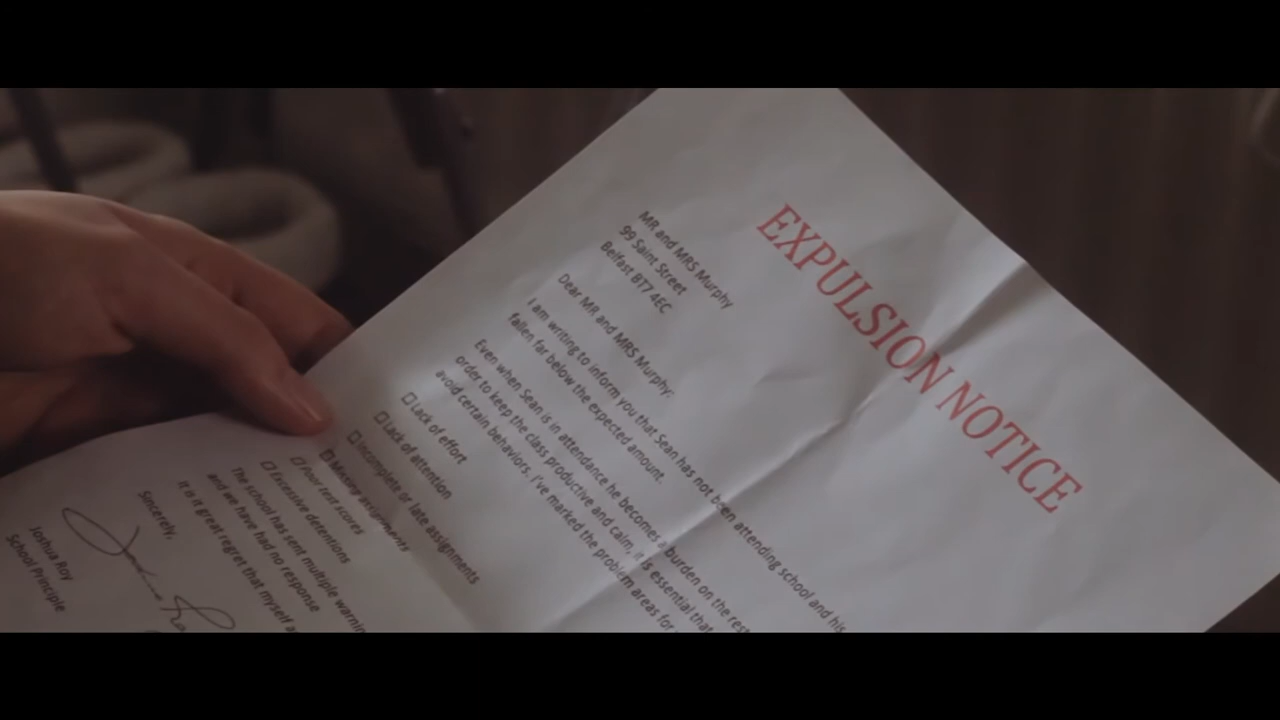 EXPULSION NOTICE
MR and MRS Murphy
99 Saint Street
Belfast BT7 4EC
Dear MR and MRS Murphy:
I am writing to inform you that Sean has not been attending school and his
fallen far below the expected amount.
Even when Sean is in attendance he becomes a burden on the rest
order to keep the class productive and calm, it is essential that
avoid certain behaviors. I've marked the problem areas for
☐ Lack of effort
☐ Lack of attention
☐ Incomplete or late assignments
☐ Missing assignments
☐ Poor test scores
☐ Excessive detentions
The school has sent multiple
and we have had no response
It is it great regret that myself
Sincerely,
Joshua Roy
School Principle